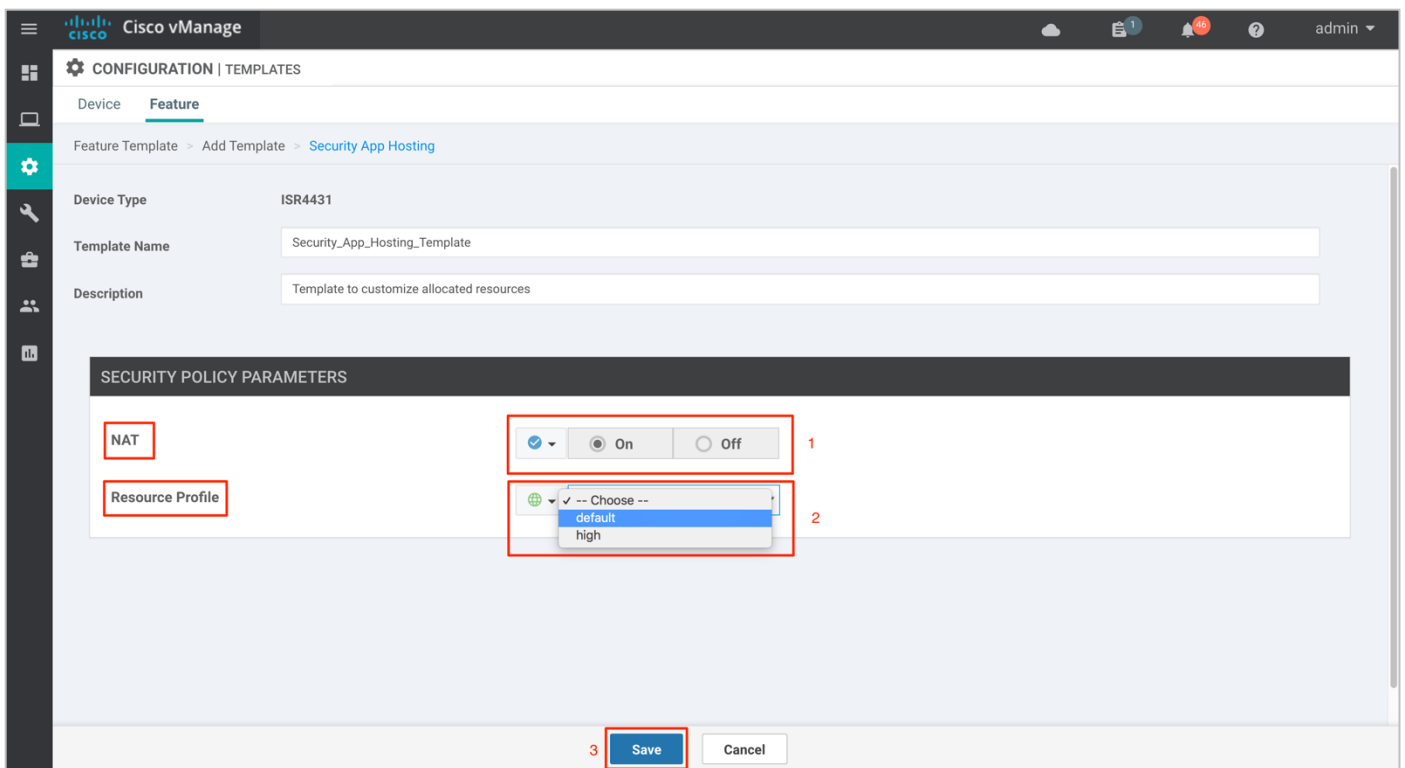 cisco Cisco vManage 1 46 admin
CONFIGURATION | TEMPLATES
Device Feature
Feature Template > Add Template > Security App Hosting
Device Type ISR4431
Template Name Security_App_Hosting_Template
Description Template to customize allocated resources
SECURITY POLICY PARAMETERS
NAT On Off 1
Resource Profile -- Choose --
default 2
high
3 Save Cancel